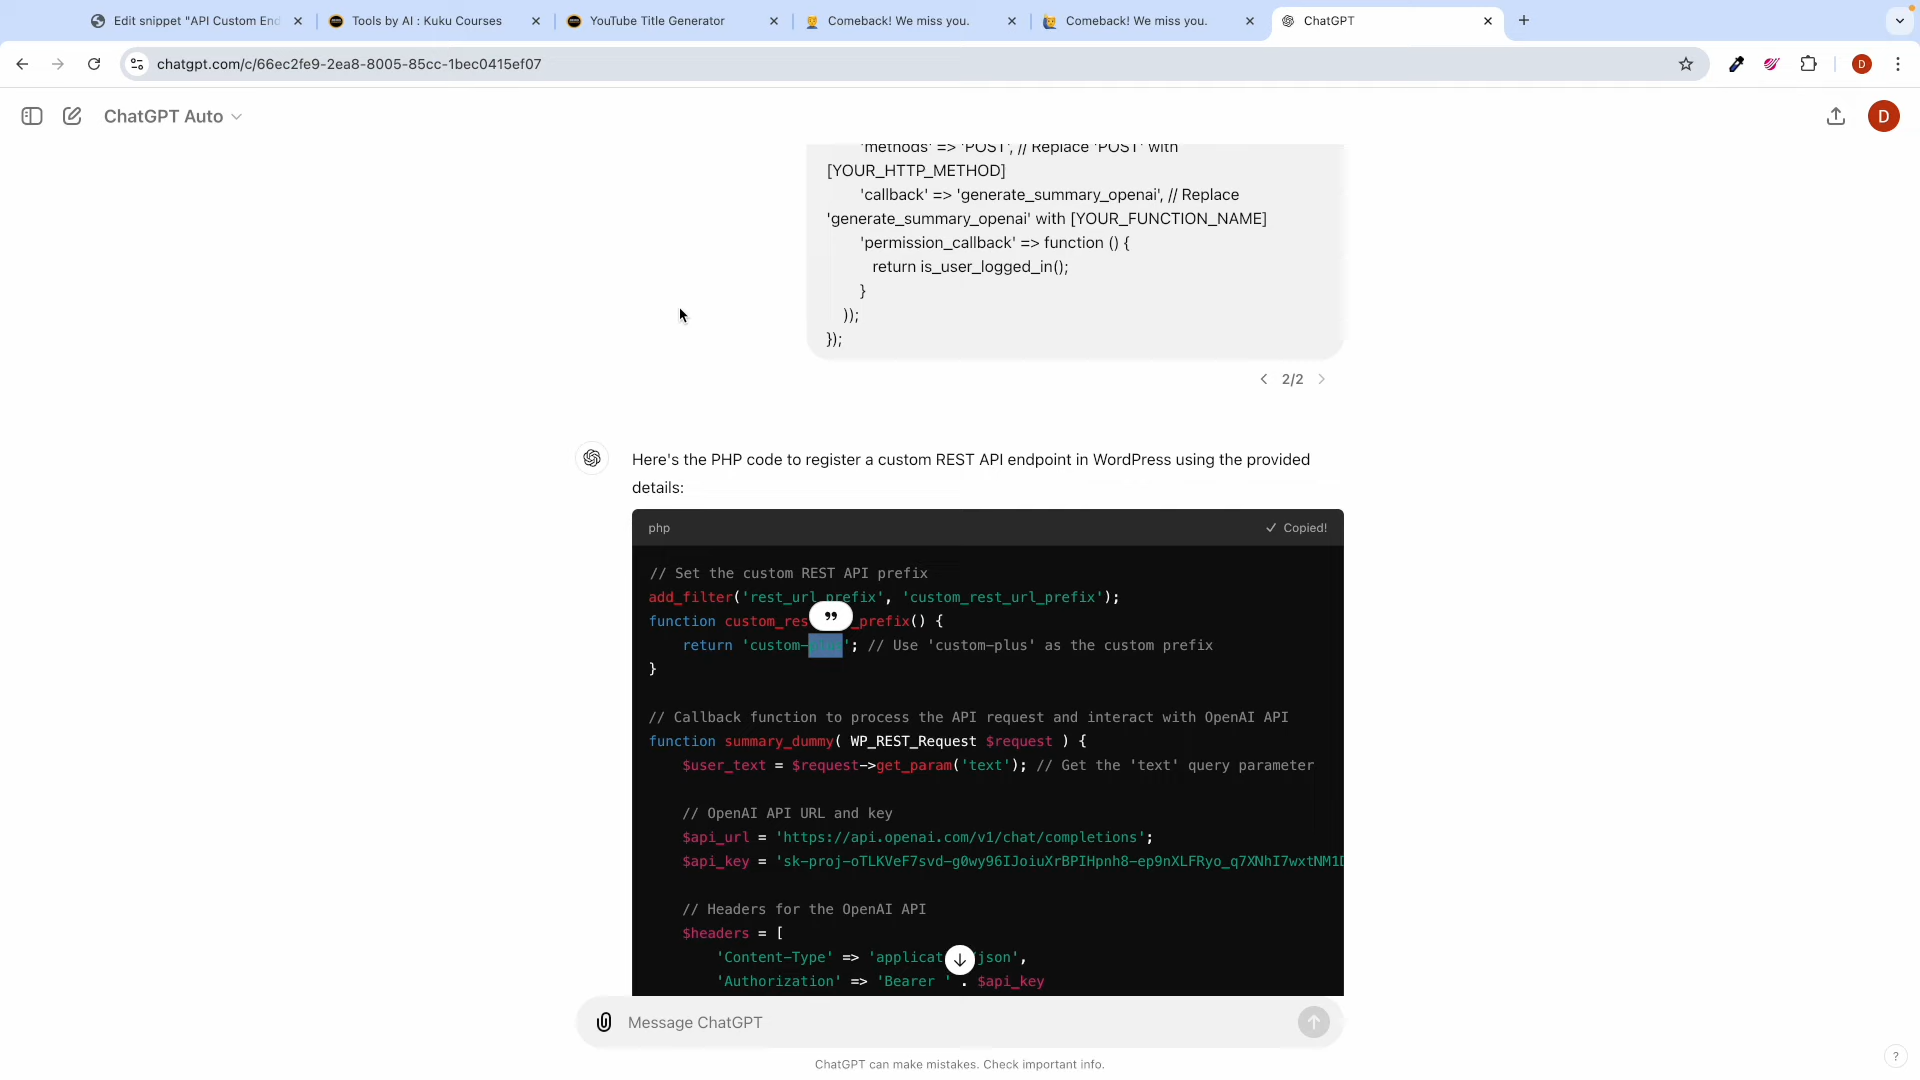 Edit snippet "API Custom End
Tools by AI : Kuku Courses
YouTube Title Generator
Comeback! We miss you.
Comeback! We miss you.
ChatGPT
chatgpt.com/c/66ec2fe9-2ea8-8005-85cc-1bec0415ef07
D
ChatGPT Auto
D
'methods' => 'POST', // Replace 'POST' with
[YOUR_HTTP_METHOD]
'callback' => 'generate_summary_openai', // Replace
'generate_summary_openai' with [YOUR_FUNCTION_NAME]
'permission_callback' => function () {
return is_user_logged_in();
}
));
});
2/2
Here's the PHP code to register a custom REST API endpoint in WordPress using the provided
details:
php
Copied!
// Set the custom REST API prefix
add_filter('rest_url_prefix', 'custom_rest_url_prefix');
function custom_res _prefix() {
return 'custom-plus'; // Use 'custom-plus' as the custom prefix
}
// Callback function to process the API request and interact with OpenAI API
function summary_dummy( WP_REST_Request $request ) {
$user_text = $request->get_param('text'); // Get the 'text' query parameter
// OpenAI API URL and key
$api_url = 'https://api.openai.com/v1/chat/completions';
$api_key = 'sk-proj-oTLKVeF7svd-g0wy96IJoiuXrBPIHpnh8-ep9nXLFRyo_q7XNhI7wxtNM1D
// Headers for the OpenAI API
$headers = [
'Content-Type' => 'applicat json',
'Authorization' => 'Bearer ' . $api_key
Message ChatGPT
ChatGPT can make mistakes. Check important info.
?